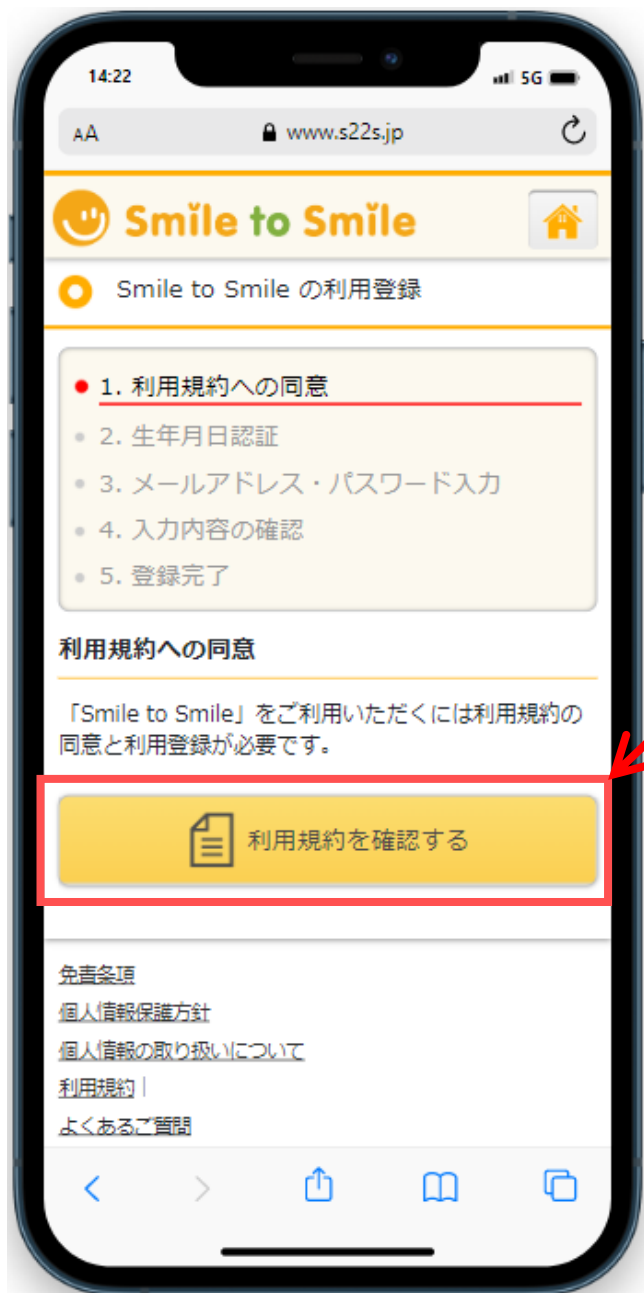 14:22
5G
AA
www.s22s.jp
Smile to Smile
Smile to Smile の利用登録
1. 利用規約への同意
2. 生年月日認証
3. メールアドレス・パスワード入力
4. 入力内容の確認
5. 登録完了
利用規約への同意
「Smile to Smile」をご利用いただくには利用規約の
同意と利用登録が必要です。
利用規約を確認する
免責条項
個人情報保護方針
個人情報の取り扱いについて
利用規約|
よくあるご質問